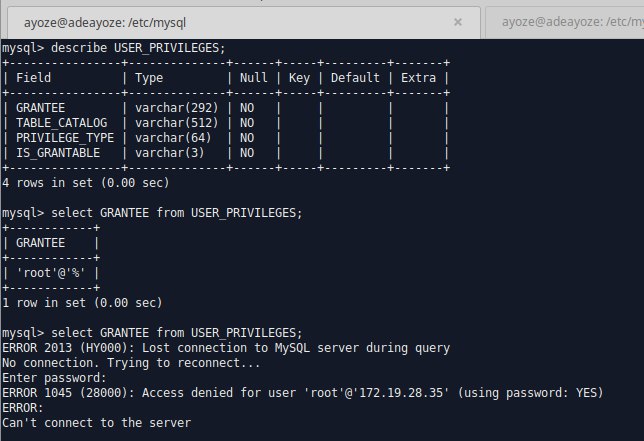 ayoze@adeayoze: /etc/mysql × ayoze@adeayoze: /etc/my
mysql> describe USER_PRIVILEGES;
+----------------+--------------+------+-----+---------+-------+
| Field          | Type         | Null | Key | Default | Extra |
+----------------+--------------+------+-----+---------+-------+
| GRANTEE        | varchar(292) | NO   |     |         |       |
| TABLE_CATALOG  | varchar(512) | NO   |     |         |       |
| PRIVILEGE_TYPE | varchar(64)  | NO   |     |         |       |
| IS_GRANTABLE   | varchar(3)   | NO   |     |         |       |
+----------------+--------------+------+-----+---------+-------+
4 rows in set (0.00 sec)
mysql> select GRANTEE from USER_PRIVILEGES;
+------------+
| GRANTEE    |
+------------+
| 'root'@'%' |
+------------+
1 row in set (0.00 sec)
mysql> select GRANTEE from USER_PRIVILEGES;
ERROR 2013 (HY000): Lost connection to MySQL server during query
No connection. Trying to reconnect...
Enter password:
ERROR 1045 (28000): Access denied for user 'root'@'172.19.28.35' (using password: YES)
ERROR:
Can't connect to the server